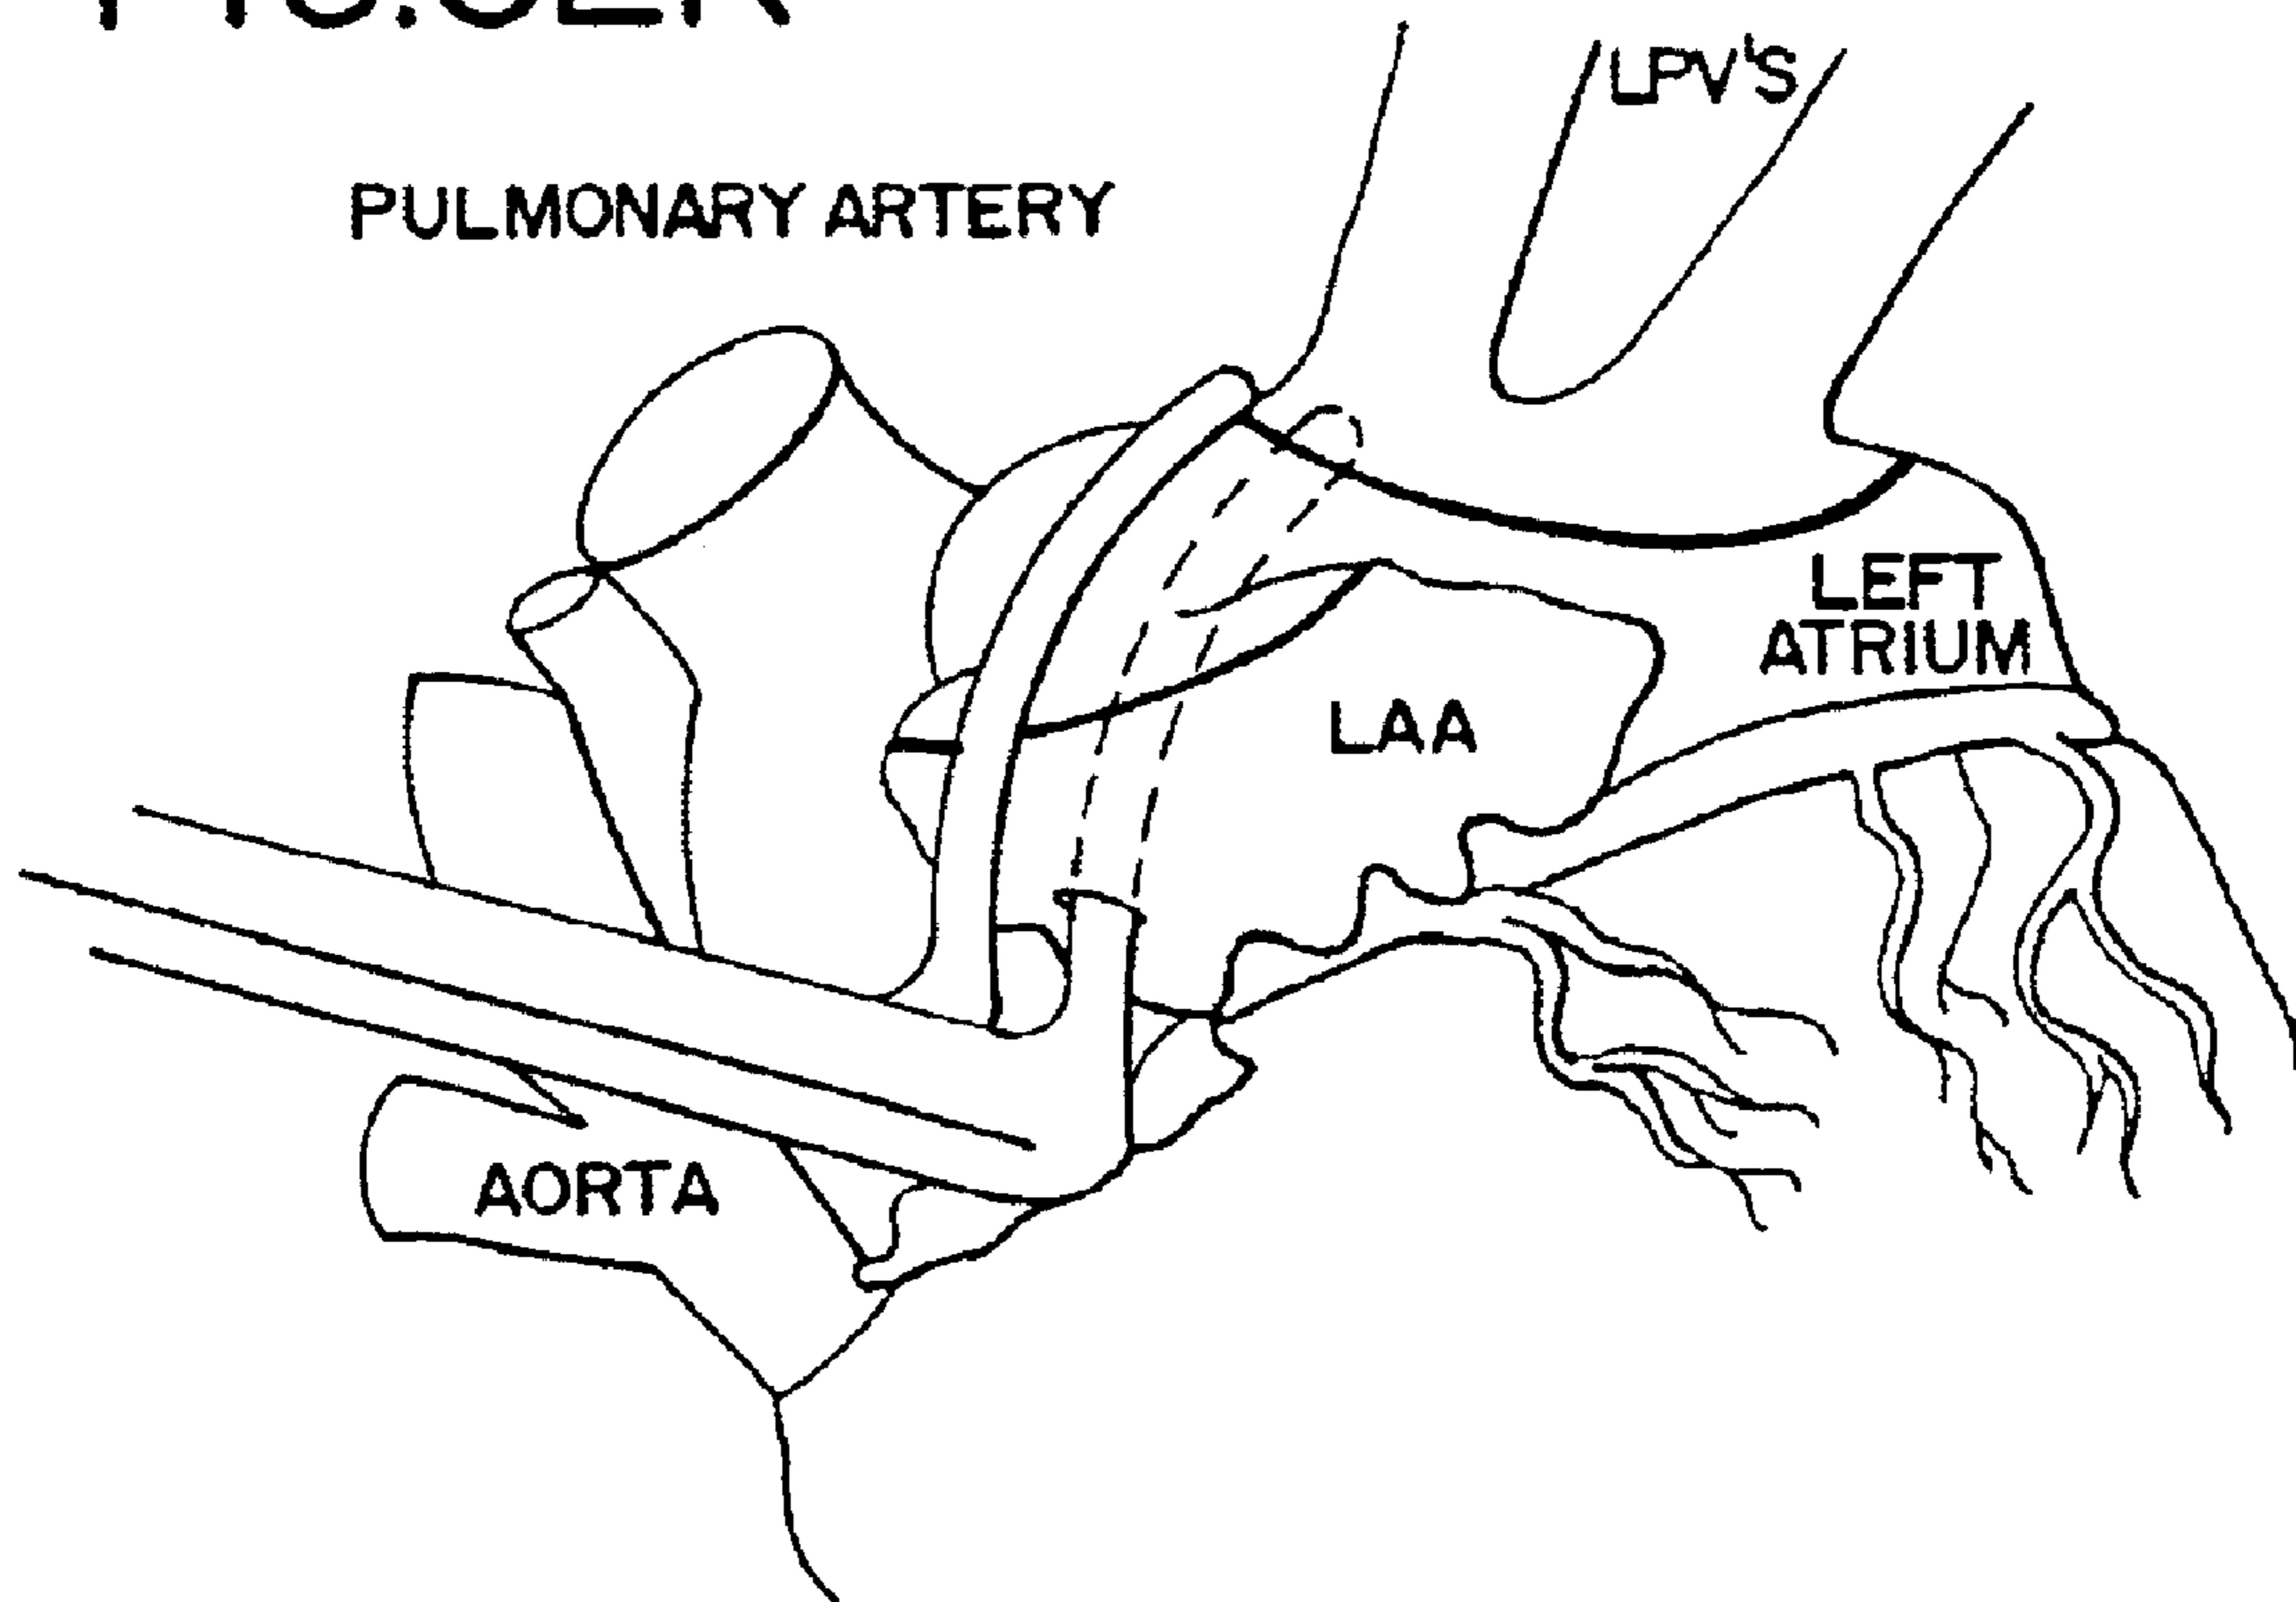 LPV'S
PULMONARY ARTERY
LEFT
ATRIUM
LAA
AORTA